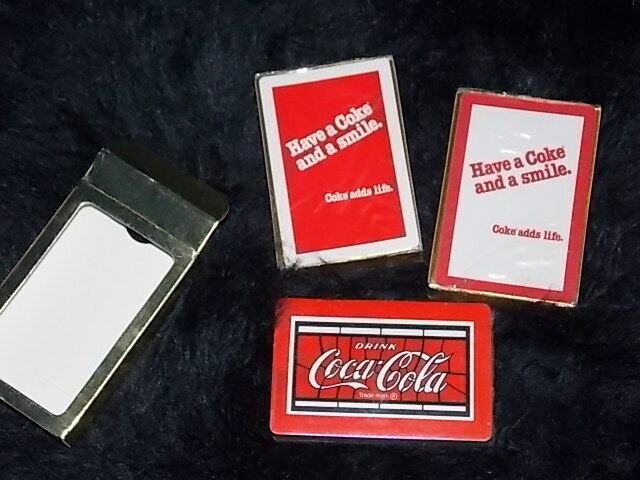 Have a Coke
and a smile.
Coke adds life.
Have a Coke
and a smile.
Coke adds life.
DRINK
Coca-Cola
Trade-mark ®